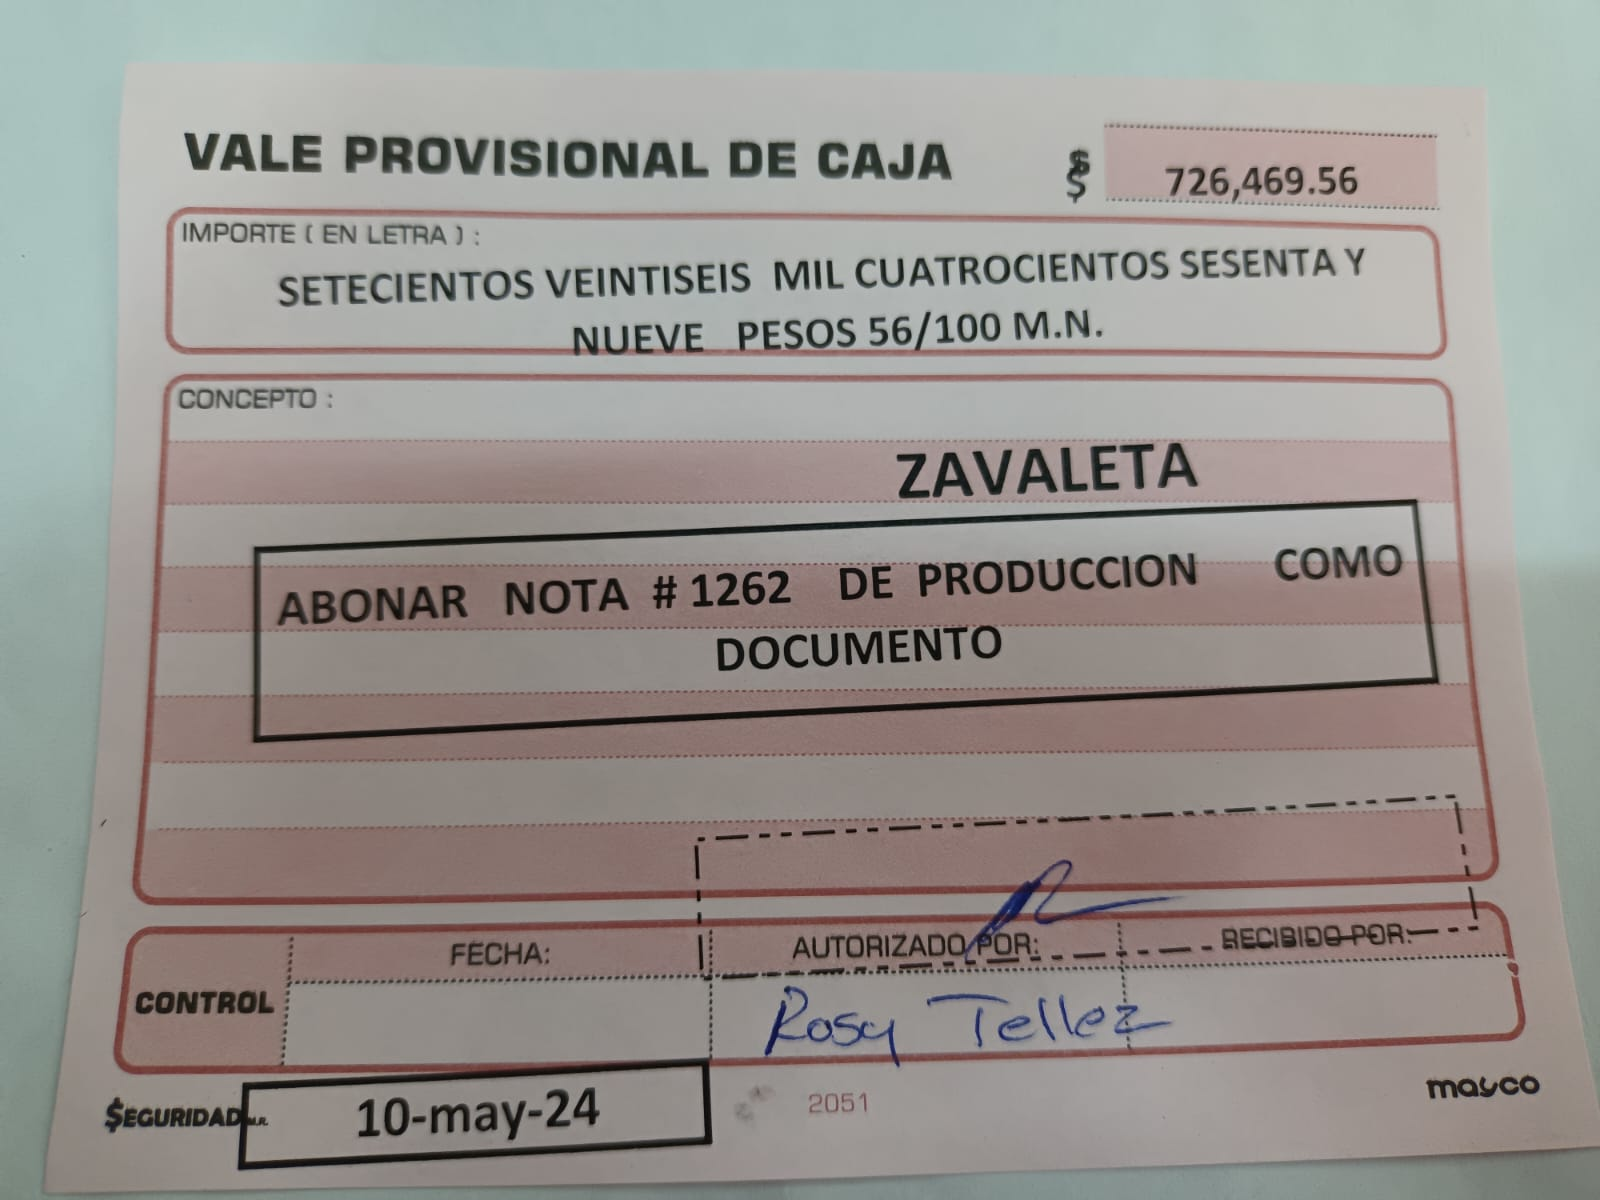 VALE PROVISIONAL DE CAJA $ 726,469.56
IMPORTE ( EN LETRA ) :
SETECIENTOS VEINTISEIS MIL CUATROCIENTOS SESENTA Y
NUEVE PESOS 56/100 M.N.
CONCEPTO :
ZAVALETA
ABONAR NOTA # 1262 DE PRODUCCION COMO
DOCUMENTO
FECHA: AUTORIZADO POR: RECIBIDO POR:
CONTROL
Rosy Tellez
$EGURIDAD M.R. 10-may-24 2051 mayco